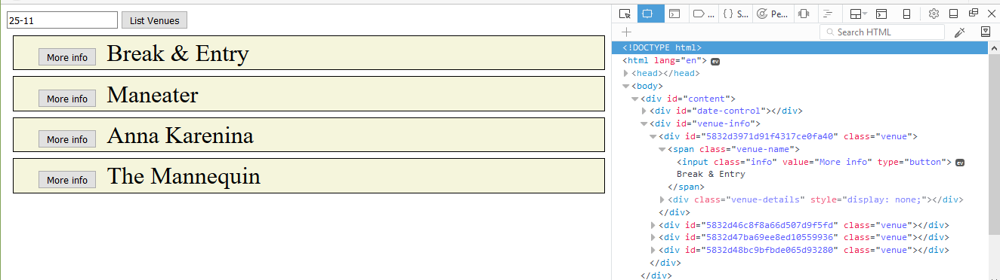 25-11 List Venues
More info Break & Entry
More info Maneater
More info Anna Karenina
More info The Mannequin
{ } S... Pe...
Search HTML
<!DOCTYPE html>
<html lang="en"> ev
<head></head>
<body>
<div id="content">
<div id="date-control"></div>
<div id="venue-info">
<div id="5832d3971d91f4317ce0fa40" class="venue">
<span class="venue-name">
<input class="info" value="More info" type="button"> ev
Break & Entry
</span>
<div class="venue-details" style="display: none;"></div>
</div>
<div id="5832d46c8f8a66d507d9f5fd" class="venue"></div>
<div id="5832d47ba69ee8ed10559936" class="venue"></div>
<div id="5832d48bc9bfbde065d93280" class="venue"></div>
</div>
</div>